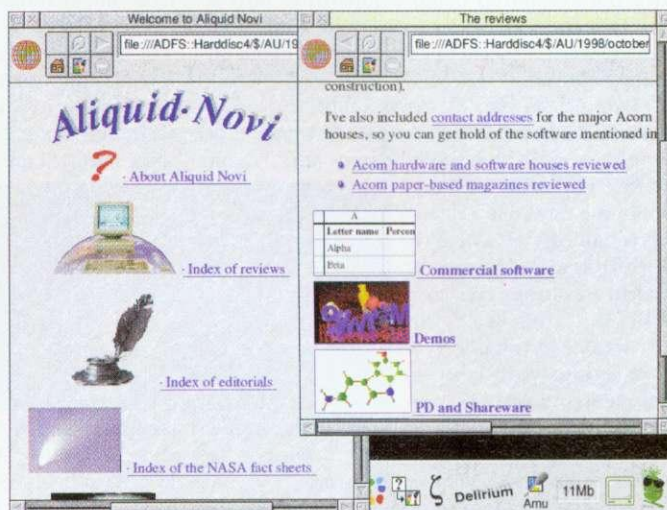 Welcome to Aliquid Novi
file:///ADFS::Harddisc4/$/AU/19
Aliquid·Novi
?
· About Aliquid Novi
· Index of reviews
· Index of editorials
· Index of the NASA fact sheets
The reviews
file:///ADFS::Harddisc4/$/AU/1998/october
construction).
I've also included contact addresses for the major Acorn
houses, so you can get hold of the software mentioned in
Acorn hardware and software houses reviewed
Acorn paper-based magazines reviewed
A
Letter name Percen
Alpha
Beta
Commercial software
Demos
PD and Shareware
Delirium
Amu
11Mb